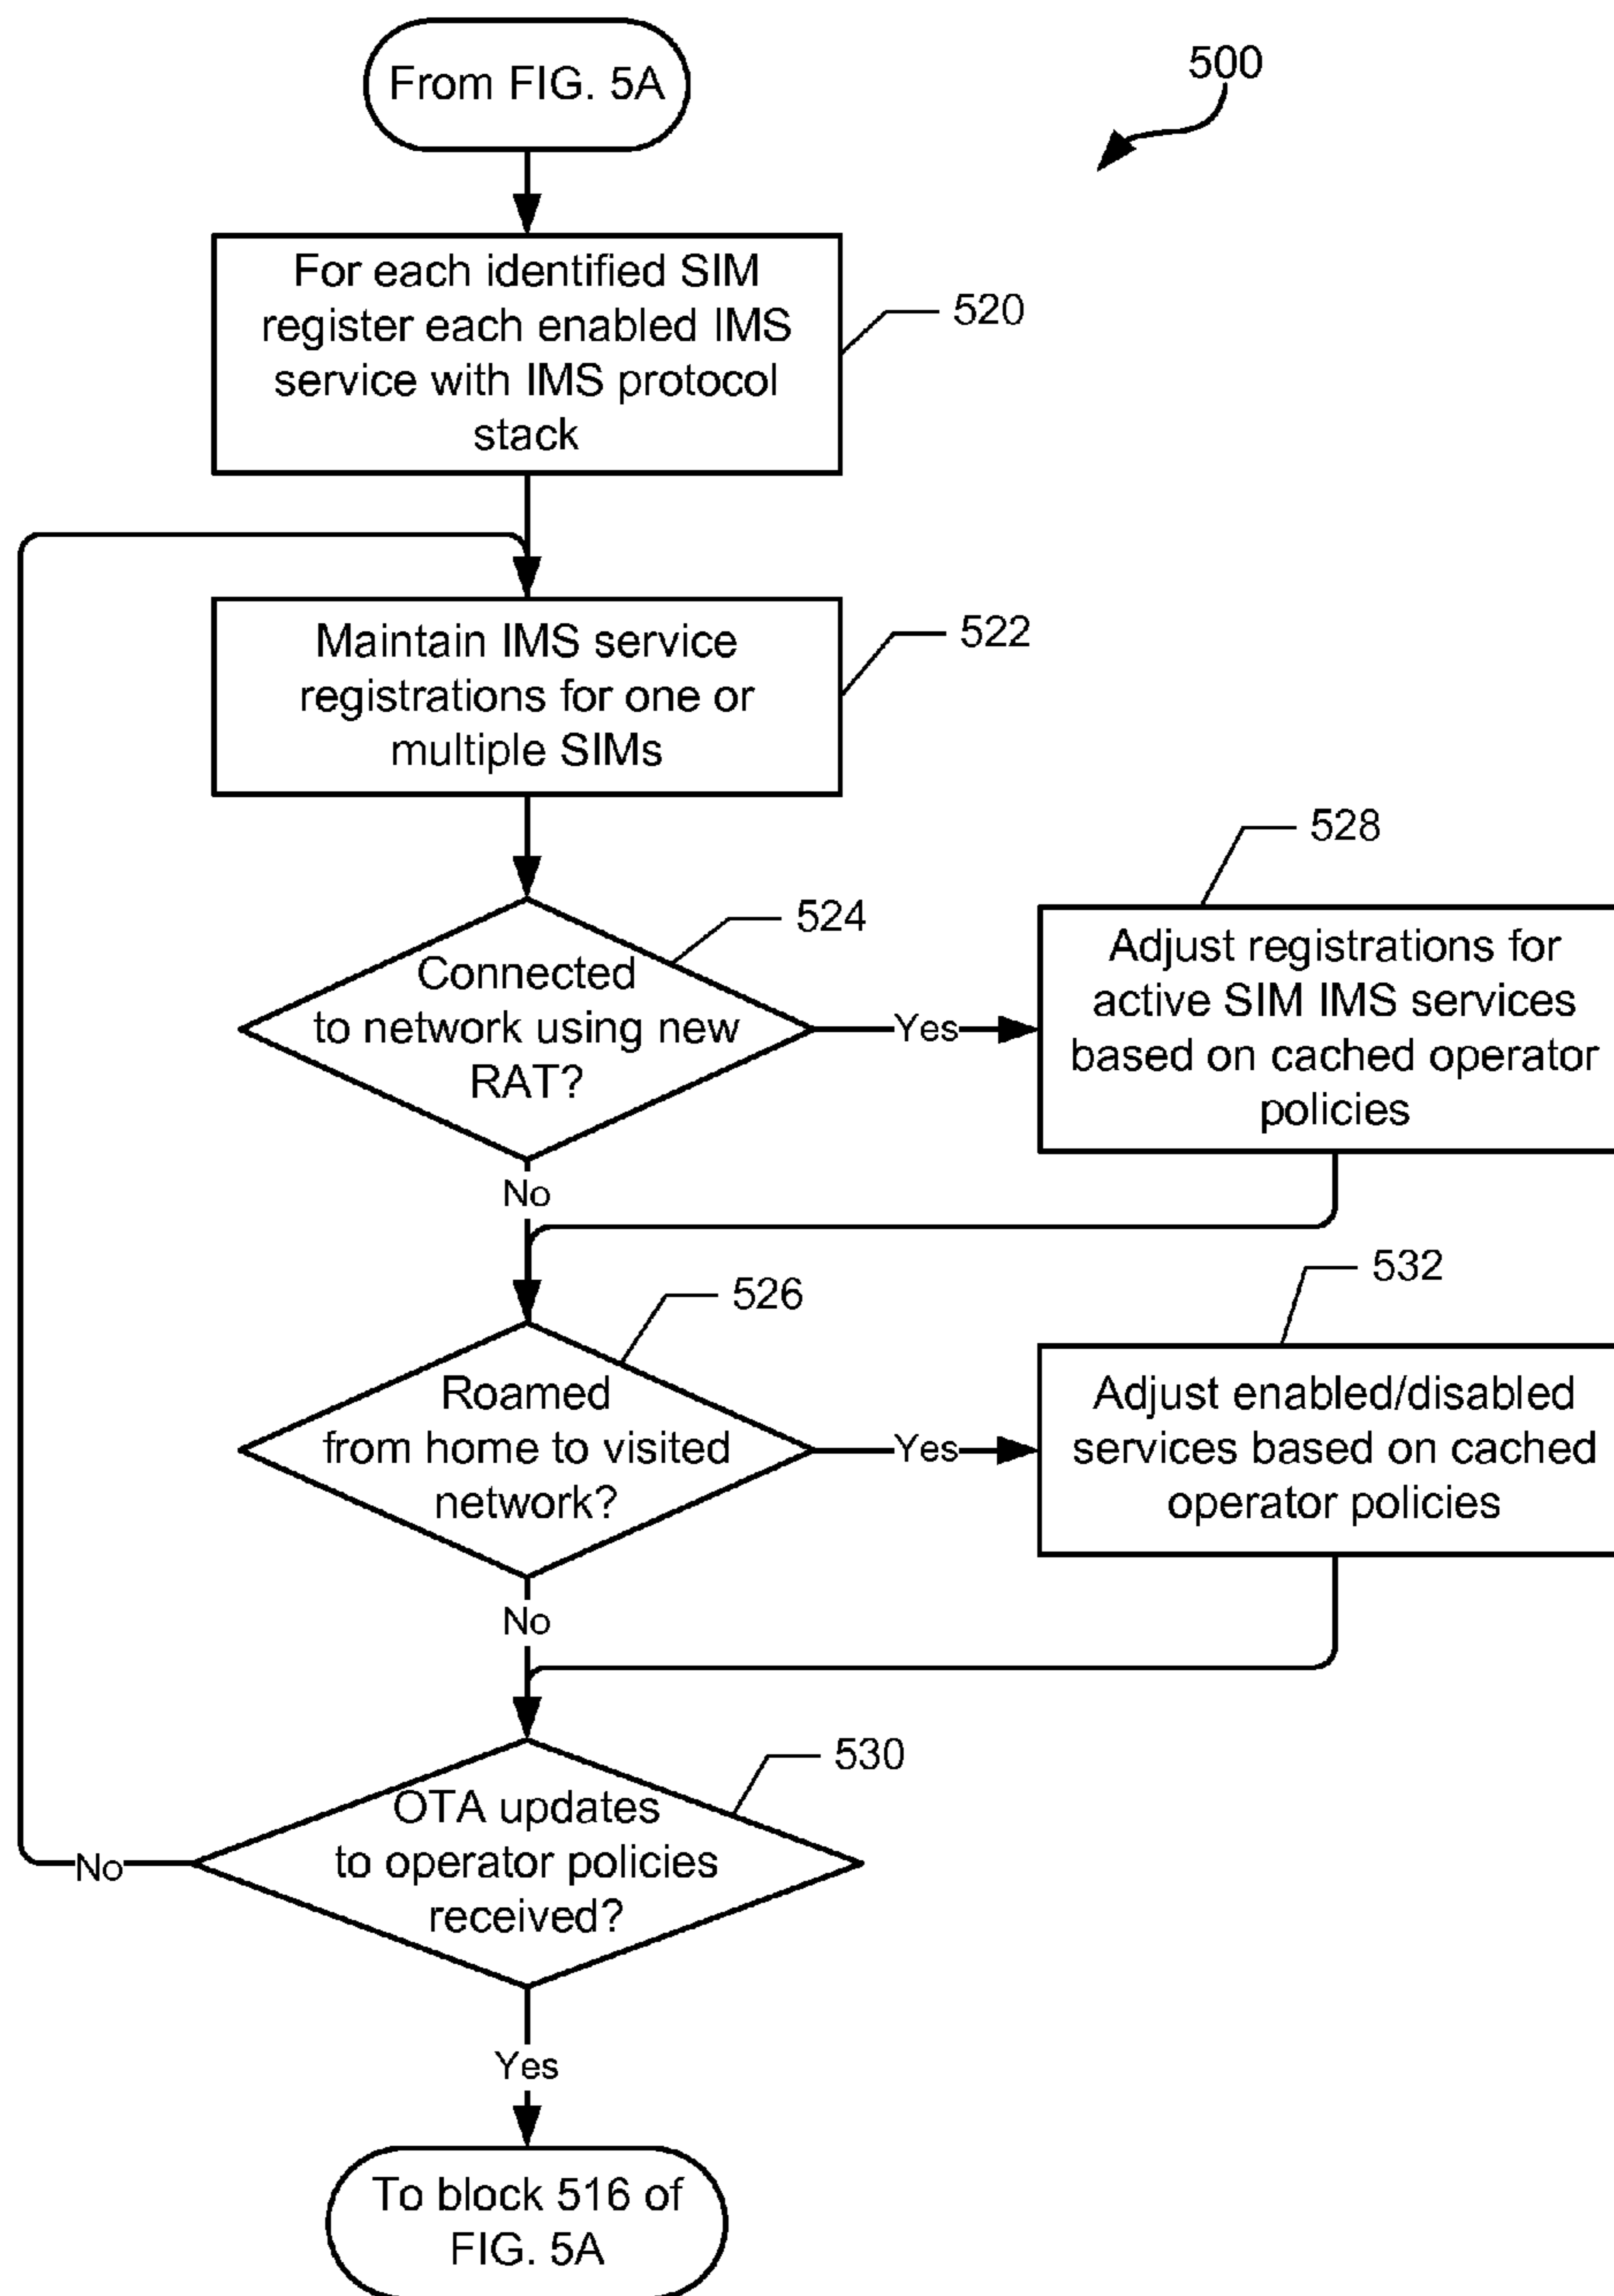 From FIG. 5A
500
For each identified SIM
register each enabled IMS
service with IMS protocol
stack
520
Maintain IMS service
registrations for one or
multiple SIMs
522
528
524
Connected
to network using new
RAT?
Yes
Adjust registrations for
active SIM IMS services
based on cached operator
policies
No
532
526
Roamed
from home to visited
network?
Yes
Adjust enabled/disabled
services based on cached
operator policies
No
530
OTA updates
to operator policies
received?
No
Yes
To block 516 of
FIG. 5A